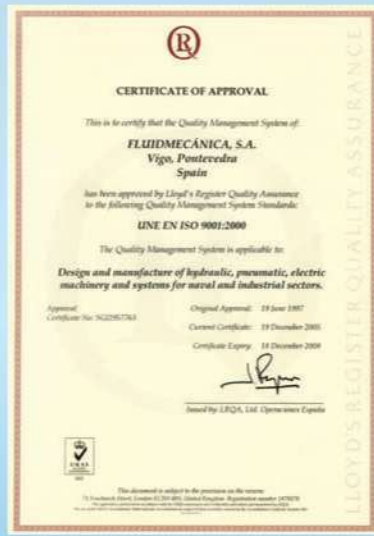 R
CERTIFICATE OF APPROVAL
This is to certify that the Quality Management System of:
FLUIDMECÁNICA, S.A.
Vigo, Pontevedra
Spain
has been approved by Lloyd's Register Quality Assurance
to the following Quality Management System Standards:
UNE EN ISO 9001:2000
The Quality Management System is applicable to:
Design and manufacture of hydraulic, pneumatic, electric
machinery and systems for naval and industrial sectors.
Approval
Certificate No:
Original Approval: 19 June 1997
Current Certificate: 19 December 2005
Certificate Expiry: 18 December 2008
Issued by: LRQA, Ltd. Operaciones España
UKAS
This document is subject to the provision on the reverse
LLOYD'S REGISTER QUALITY ASSURANCE